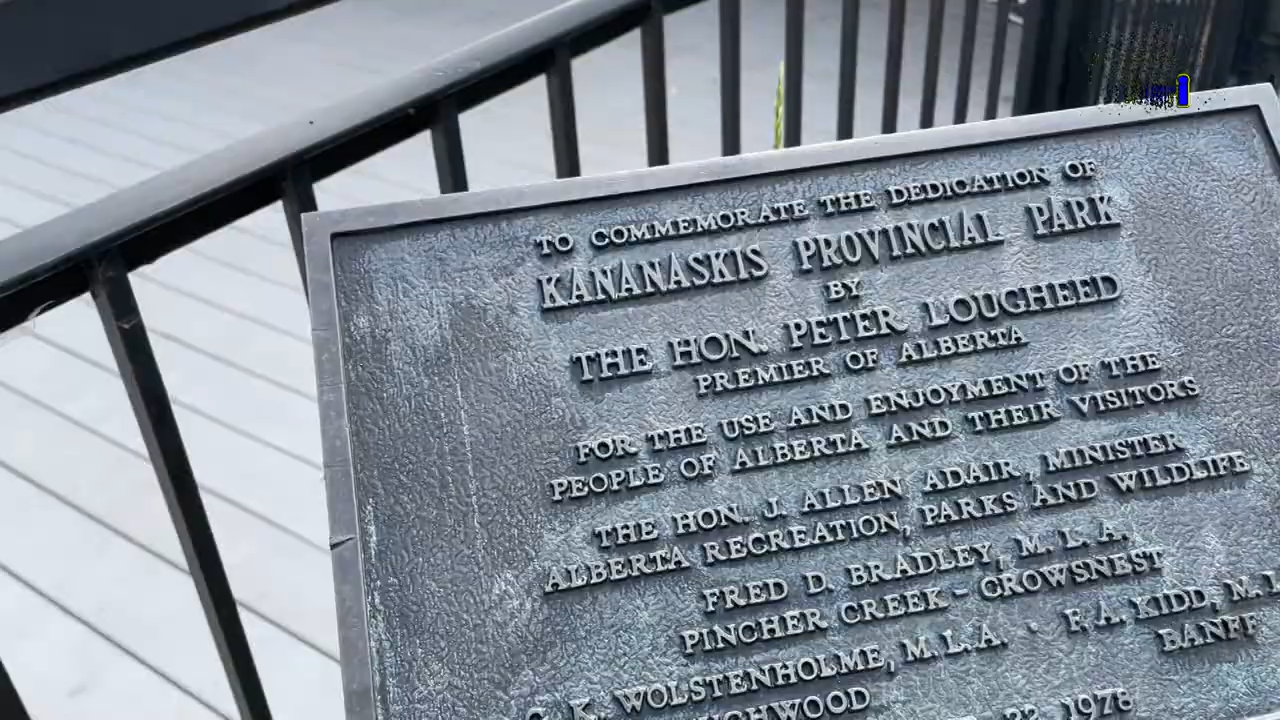 TO COMMEMORATE THE DEDICATION OF
KANANASKIS PROVINCIAL PARK
BY
THE HON. PETER LOUGHEED
PREMIER OF ALBERTA
FOR THE USE AND ENJOYMENT OF THE
PEOPLE OF ALBERTA AND THEIR VISITORS
THE HON. J. ALLEN ADAIR, MINISTER
ALBERTA RECREATION, PARKS AND WILDLIFE
FRED D. BRADLEY, M. L. A.
PINCHER CREEK - CROWSNEST
K. WOLSTENHOLME, M. L. A. · F. A. KIDD, M.
BANFF
22, 1978